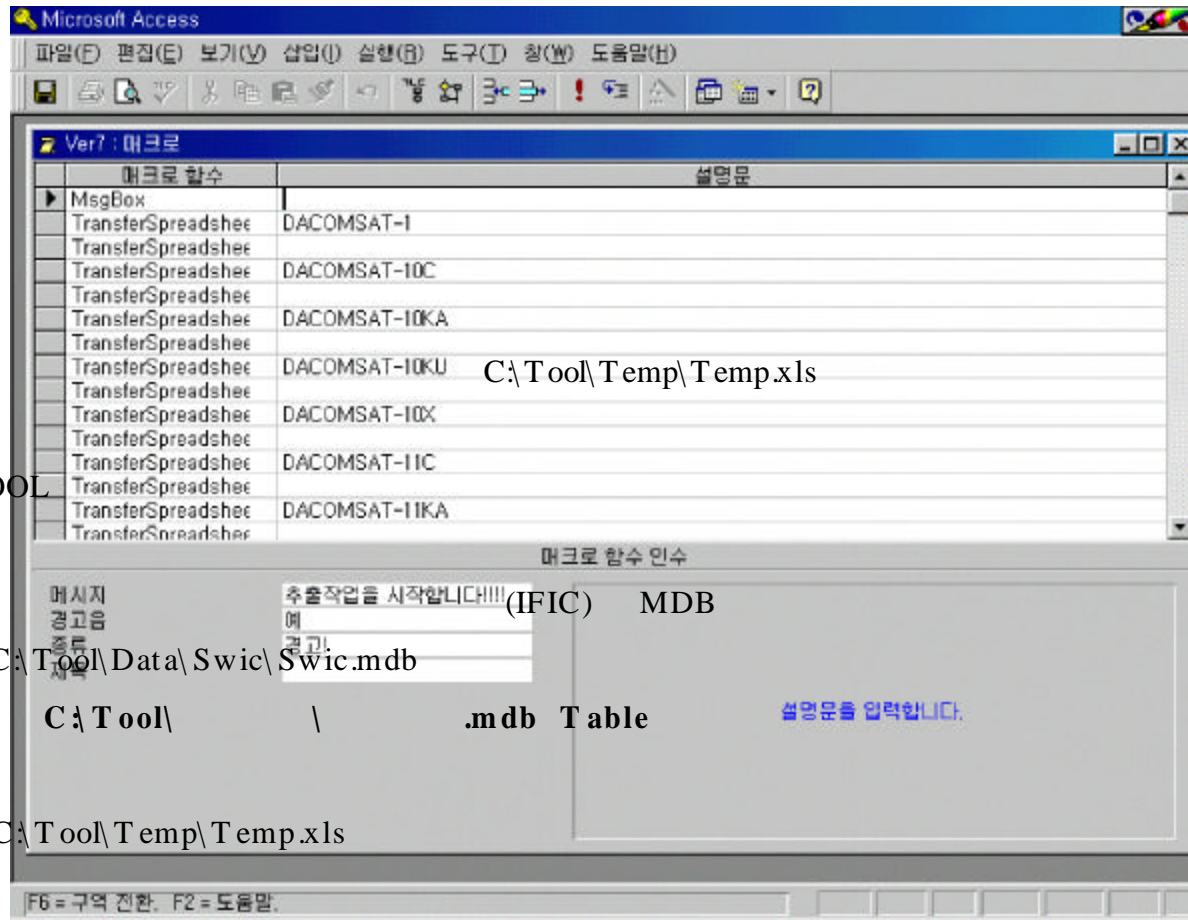 Microsoft Access
파일(F) 편집(E) 보기(V) 삽입(I) 실행(R) 도구(T) 창(W) 도움말(H)
Ver7 : 매크로
매크로 함수 설명문
MsgBox
TransferSpreadshee DACOMSAT-1
TransferSpreadshee
TransferSpreadshee DACOMSAT-10C
TransferSpreadshee
TransferSpreadshee DACOMSAT-10KA
TransferSpreadshee
TransferSpreadshee DACOMSAT-10KU C:\Tool\Temp\Temp.xls
TransferSpreadshee
TransferSpreadshee DACOMSAT-10X
TransferSpreadshee
TransferSpreadshee DACOMSAT-11C
OOL TransferSpreadshee
TransferSpreadshee DACOMSAT-11KA
TransferSpreadshee
매크로 함수 인수
메시지 추출작업을 시작합니다!!!! (IFIC) MDB
경고음 예
종류 경고!
제목
C:\Tool\Data\Swic\Swic.mdb
C:\Tool\ \ .mdb Table
설명문을 입력합니다.
C:\Tool\Temp\Temp.xls
F6 = 구역 전환. F2 = 도움말.